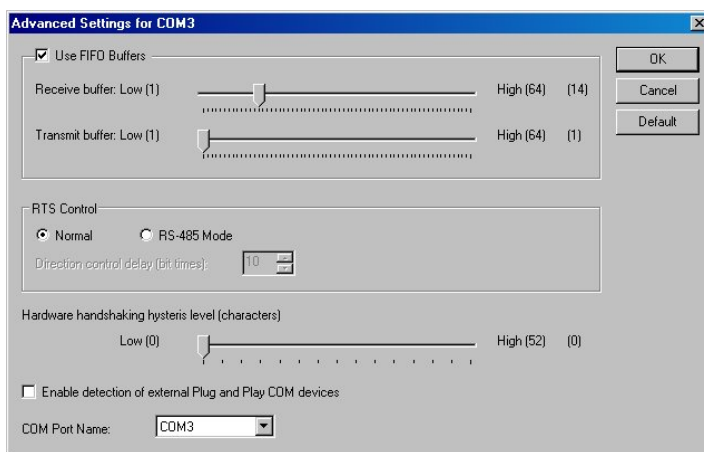 Advanced Settings for COM3
Use FIFO Buffers
OK
Receive buffer: Low (1) High (64) (14)
Cancel
Transmit buffer: Low (1) High (64) (1)
Default
RTS Control
Normal RS-485 Mode
Direction control delay (bit times): 10
Hardware handshaking hysteris level (characters)
Low (0) High (52) (0)
Enable detection of external Plug and Play COM devices
COM Port Name: COM3